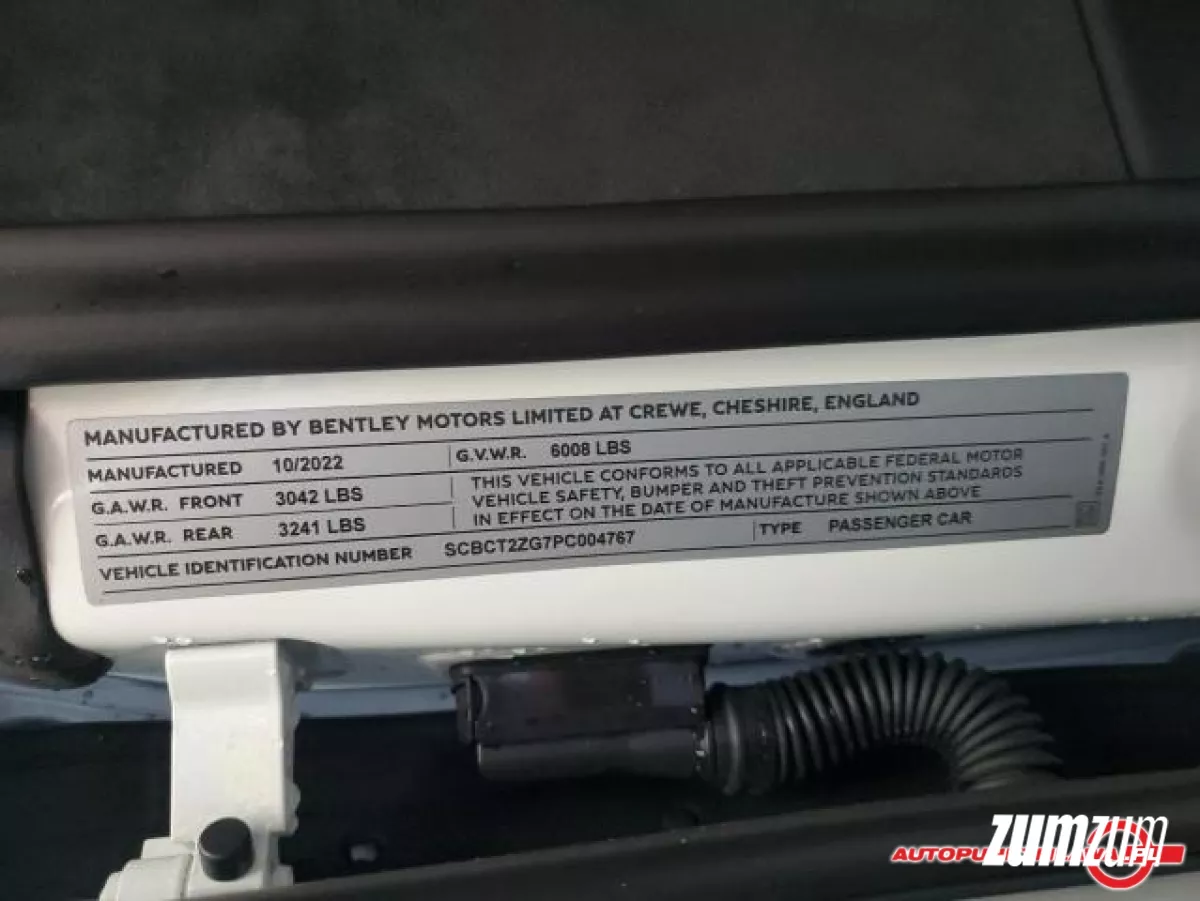 MANUFACTURED BY BENTLEY MOTORS LIMITED AT CREWE, CHESHIRE, ENGLAND
MANUFACTURED 10/2022 G.V.W.R. 6008 LBS
G.A.W.R. FRONT 3042 LBS
G.A.W.R. REAR 3241 LBS
THIS VEHICLE CONFORMS TO ALL APPLICABLE FEDERAL MOTOR
VEHICLE SAFETY, BUMPER AND THEFT PREVENTION STANDARDS
IN EFFECT ON THE DATE OF MANUFACTURE SHOWN ABOVE
VEHICLE IDENTIFICATION NUMBER SCBCT2ZG7PC004767 TYPE PASSENGER CAR
zumzum